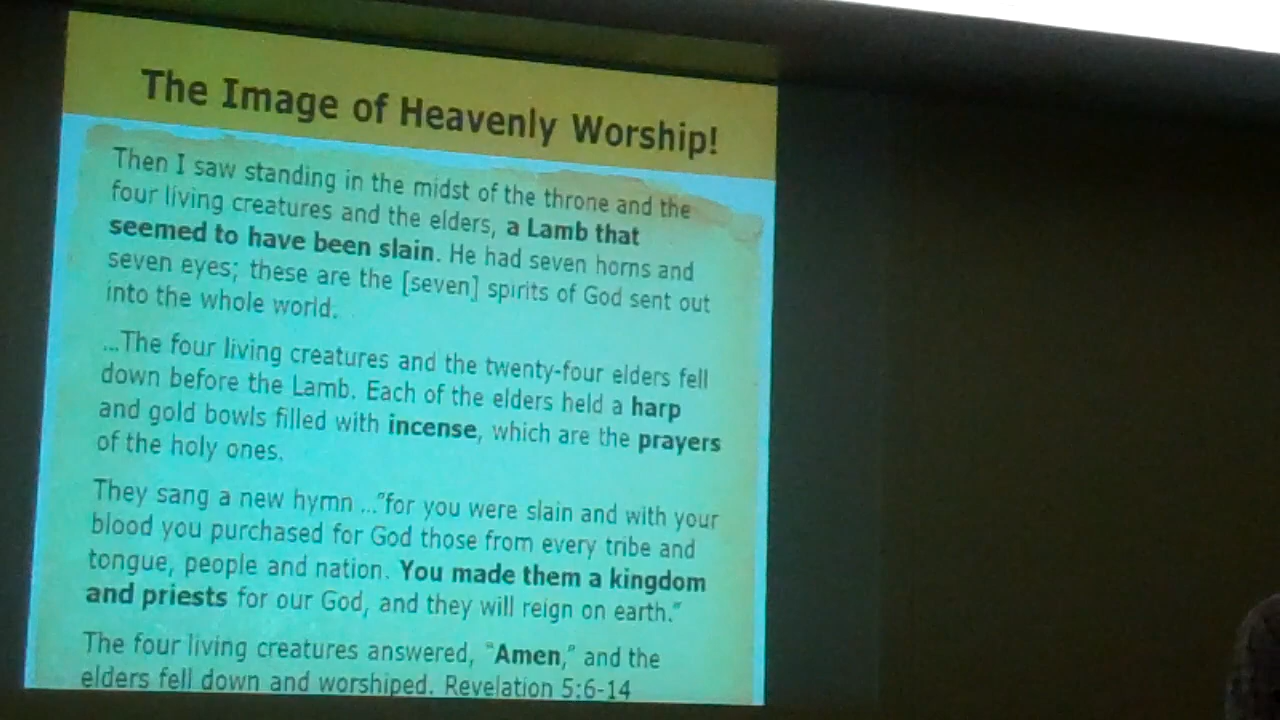 The Image of Heavenly Worship!
Then I saw standing in the midst of the throne and the
four living creatures and the elders, a Lamb that
seemed to have been slain. He had seven horns and
seven eyes; these are the [seven] spirits of God sent out
into the whole world.
...The four living creatures and the twenty-four elders fell
down before the Lamb. Each of the elders held a harp
and gold bowls filled with incense, which are the prayers
of the holy ones.
They sang a new hymn ..."for you were slain and with your
blood you purchased for God those from every tribe and
tongue, people and nation. You made them a kingdom
and priests for our God, and they will reign on earth."
The four living creatures answered, "Amen," and the
elders fell down and worshiped. Revelation 5:6-14